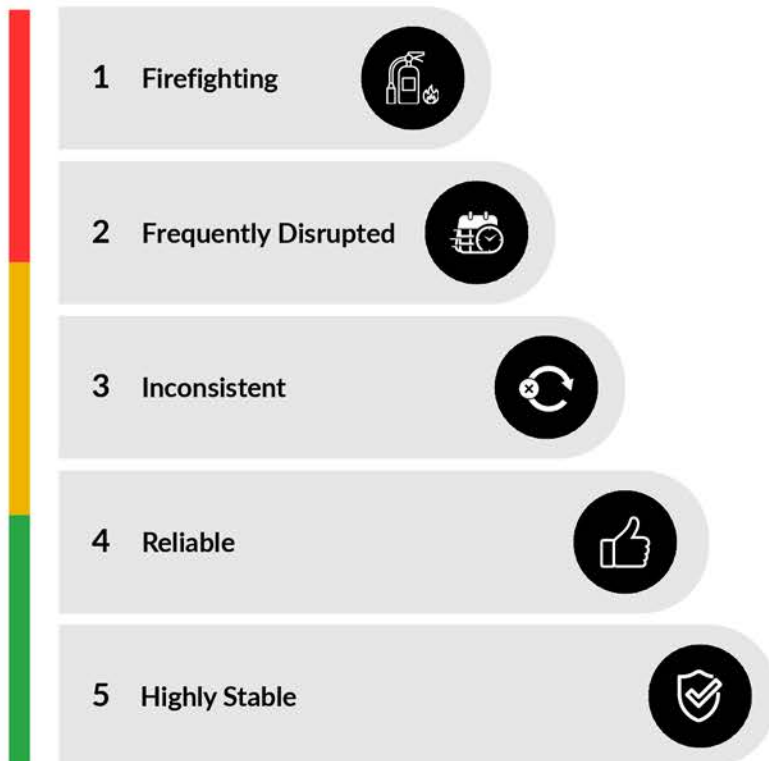 1 Firefighting
2 Frequently Disrupted
3 Inconsistent
4 Reliable
5 Highly Stable